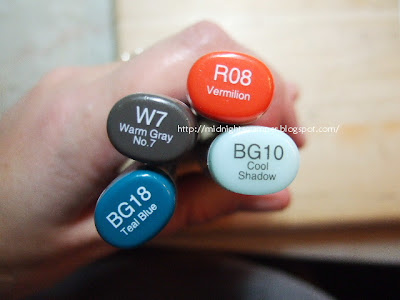 R08
Vermilion
W7
Warm Gray
No.7
BG10
Cool
Shadow
BG18
Teal Blue